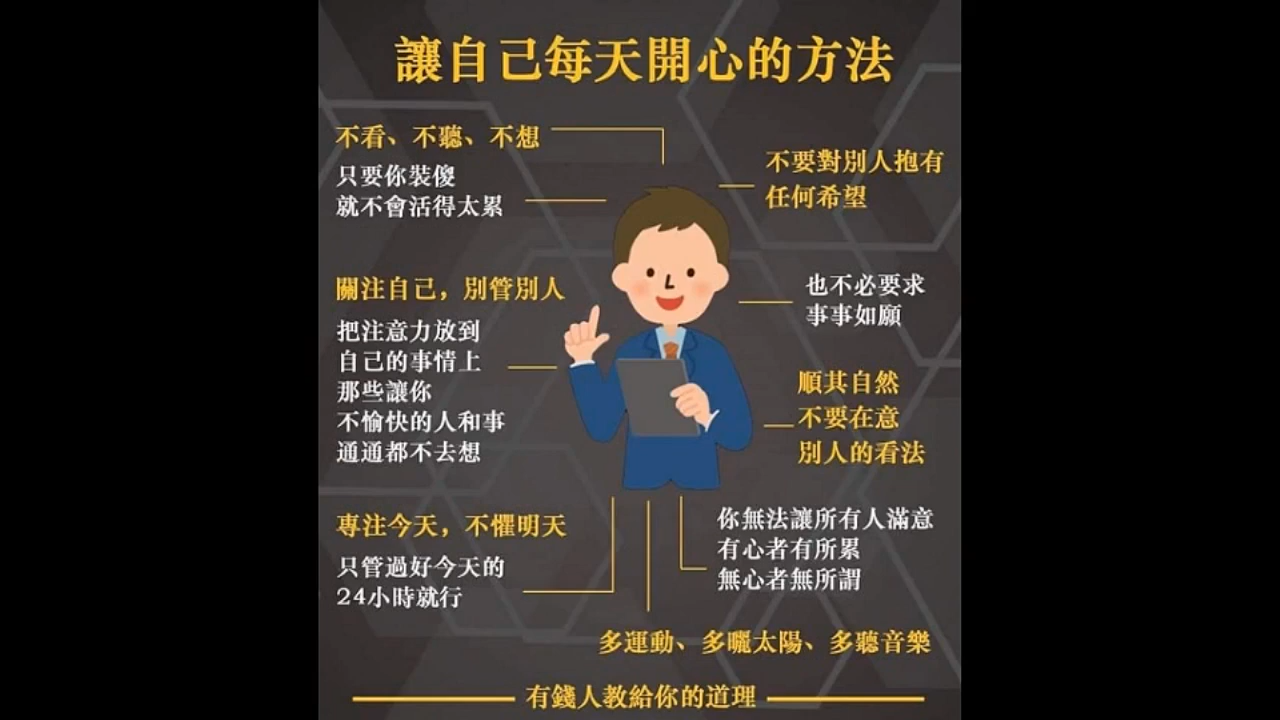 讓自己每天開心的方法
不看、不聽、不想
只要你裝傻
就不會活得太累
不要對別人抱有
任何希望
也不必要求
事事如願
關注自己，別管別人
把注意力放到
自己的事情上
那些讓你
不愉快的人和事
通通都不去想
順其自然
不要在意
別人的看法
你無法讓所有人滿意
有心者有所累
無心者無所謂
專注今天，不懼明天
只管過好今天的
24小時就行
多運動、多曬太陽、多聽音樂
有錢人教給你的道理